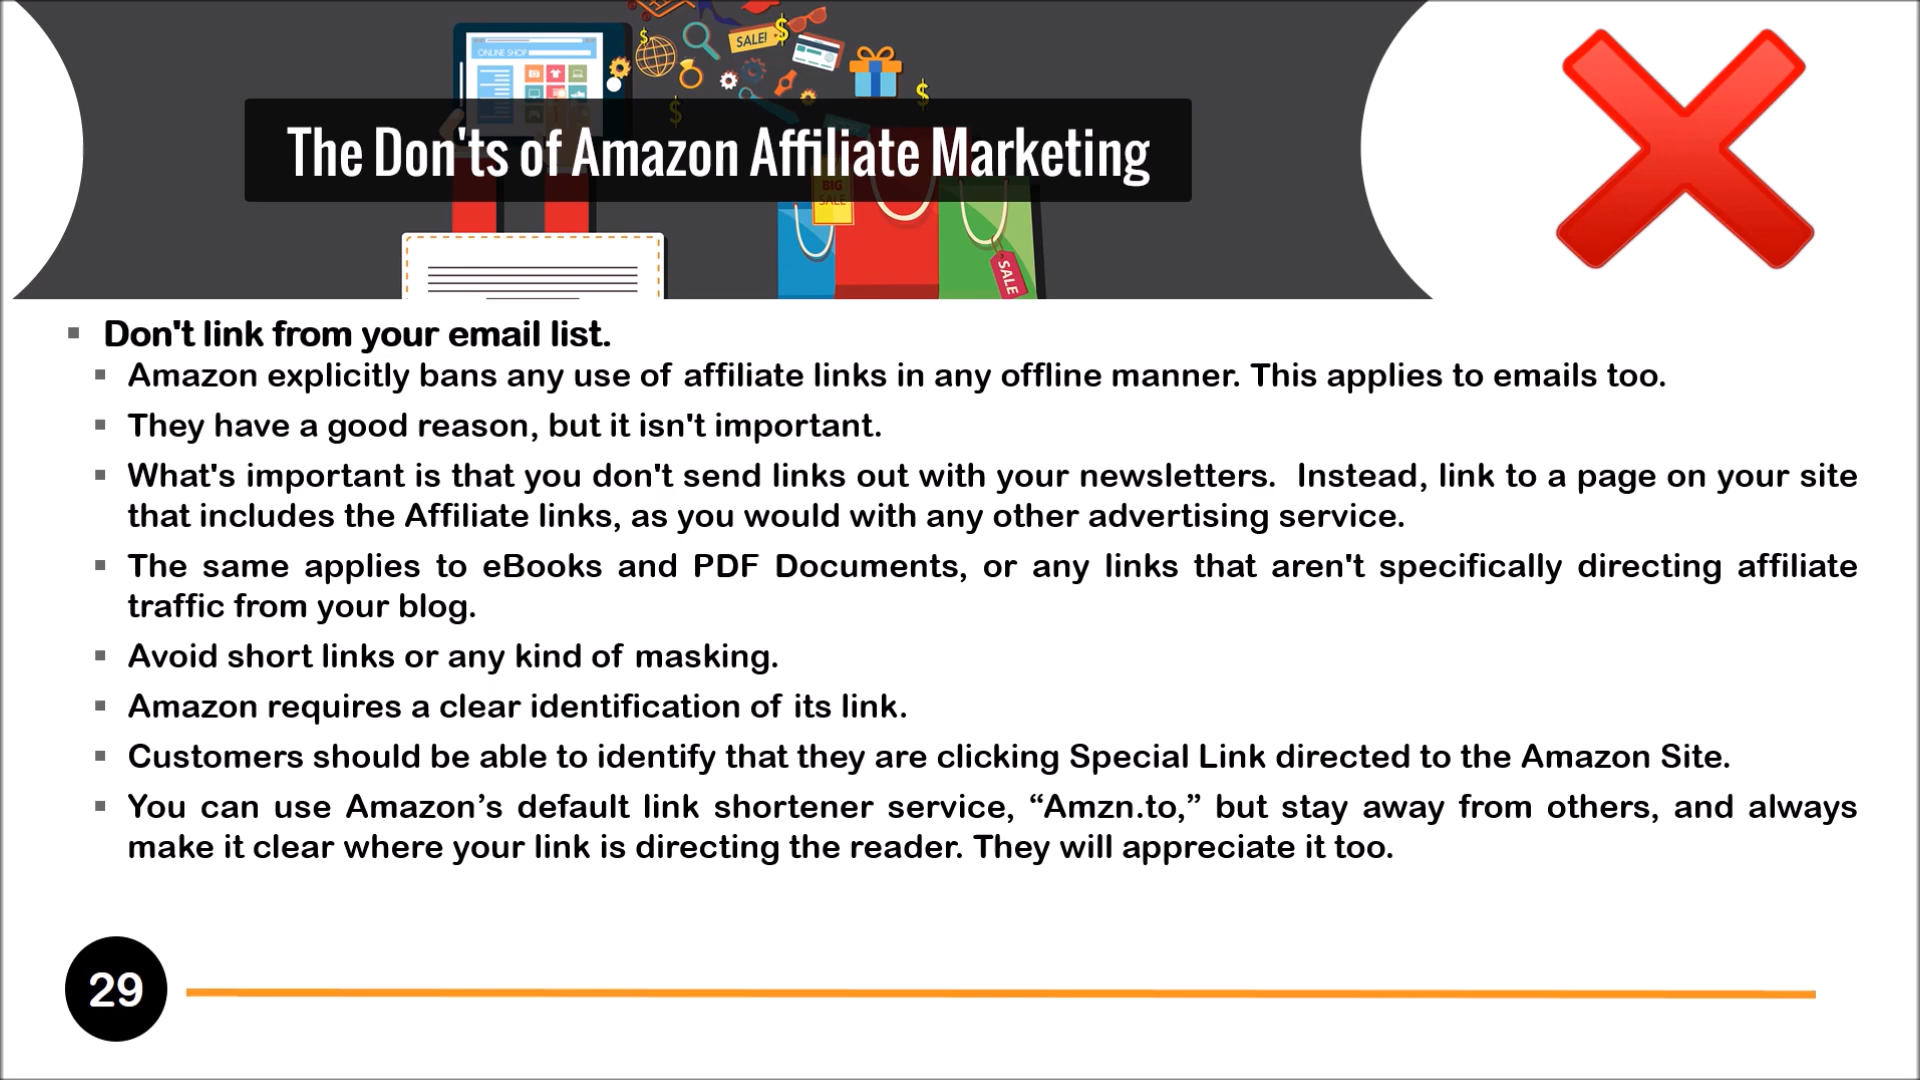 ONLINE SHOP
SALE!
The Don'ts of Amazon Affiliate Marketing
BIG
SALE
SALE
Don't link from your email list.
Amazon explicitly bans any use of affiliate links in any offline manner. This applies to emails too.
They have a good reason, but it isn't important.
What's important is that you don't send links out with your newsletters. Instead, link to a page on your site
that includes the Affiliate links, as you would with any other advertising service.
The same applies to eBooks and PDF Documents, or any links that aren't specifically directing affiliate
traffic from your blog.
Avoid short links or any kind of masking.
Amazon requires a clear identification of its link.
Customers should be able to identify that they are clicking Special Link directed to the Amazon Site.
You can use Amazon’s default link shortener service, “Amzn.to,” but stay away from others, and always
make it clear where your link is directing the reader. They will appreciate it too.
29